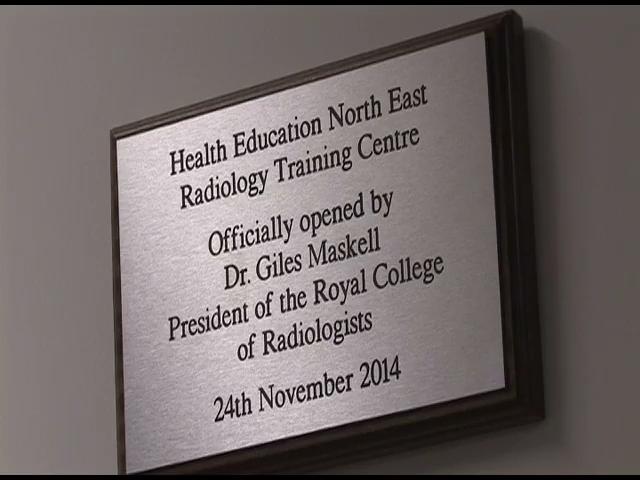 Health Education North East
Radiology Training Centre
Officially opened by
Dr. Giles Maskell
President of the Royal College
of Radiologists
24th November 2014